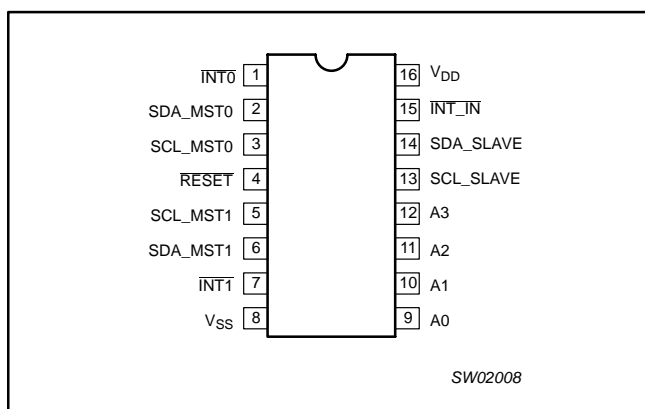 INT0 1 16 VDD
SDA_MST0 2 15 INT_IN
SCL_MST0 3 14 SDA_SLAVE
RESET 4 13 SCL_SLAVE
SCL_MST1 5 12 A3
SDA_MST1 6 11 A2
INT1 7 10 A1
VSS 8 9 A0
SW02008